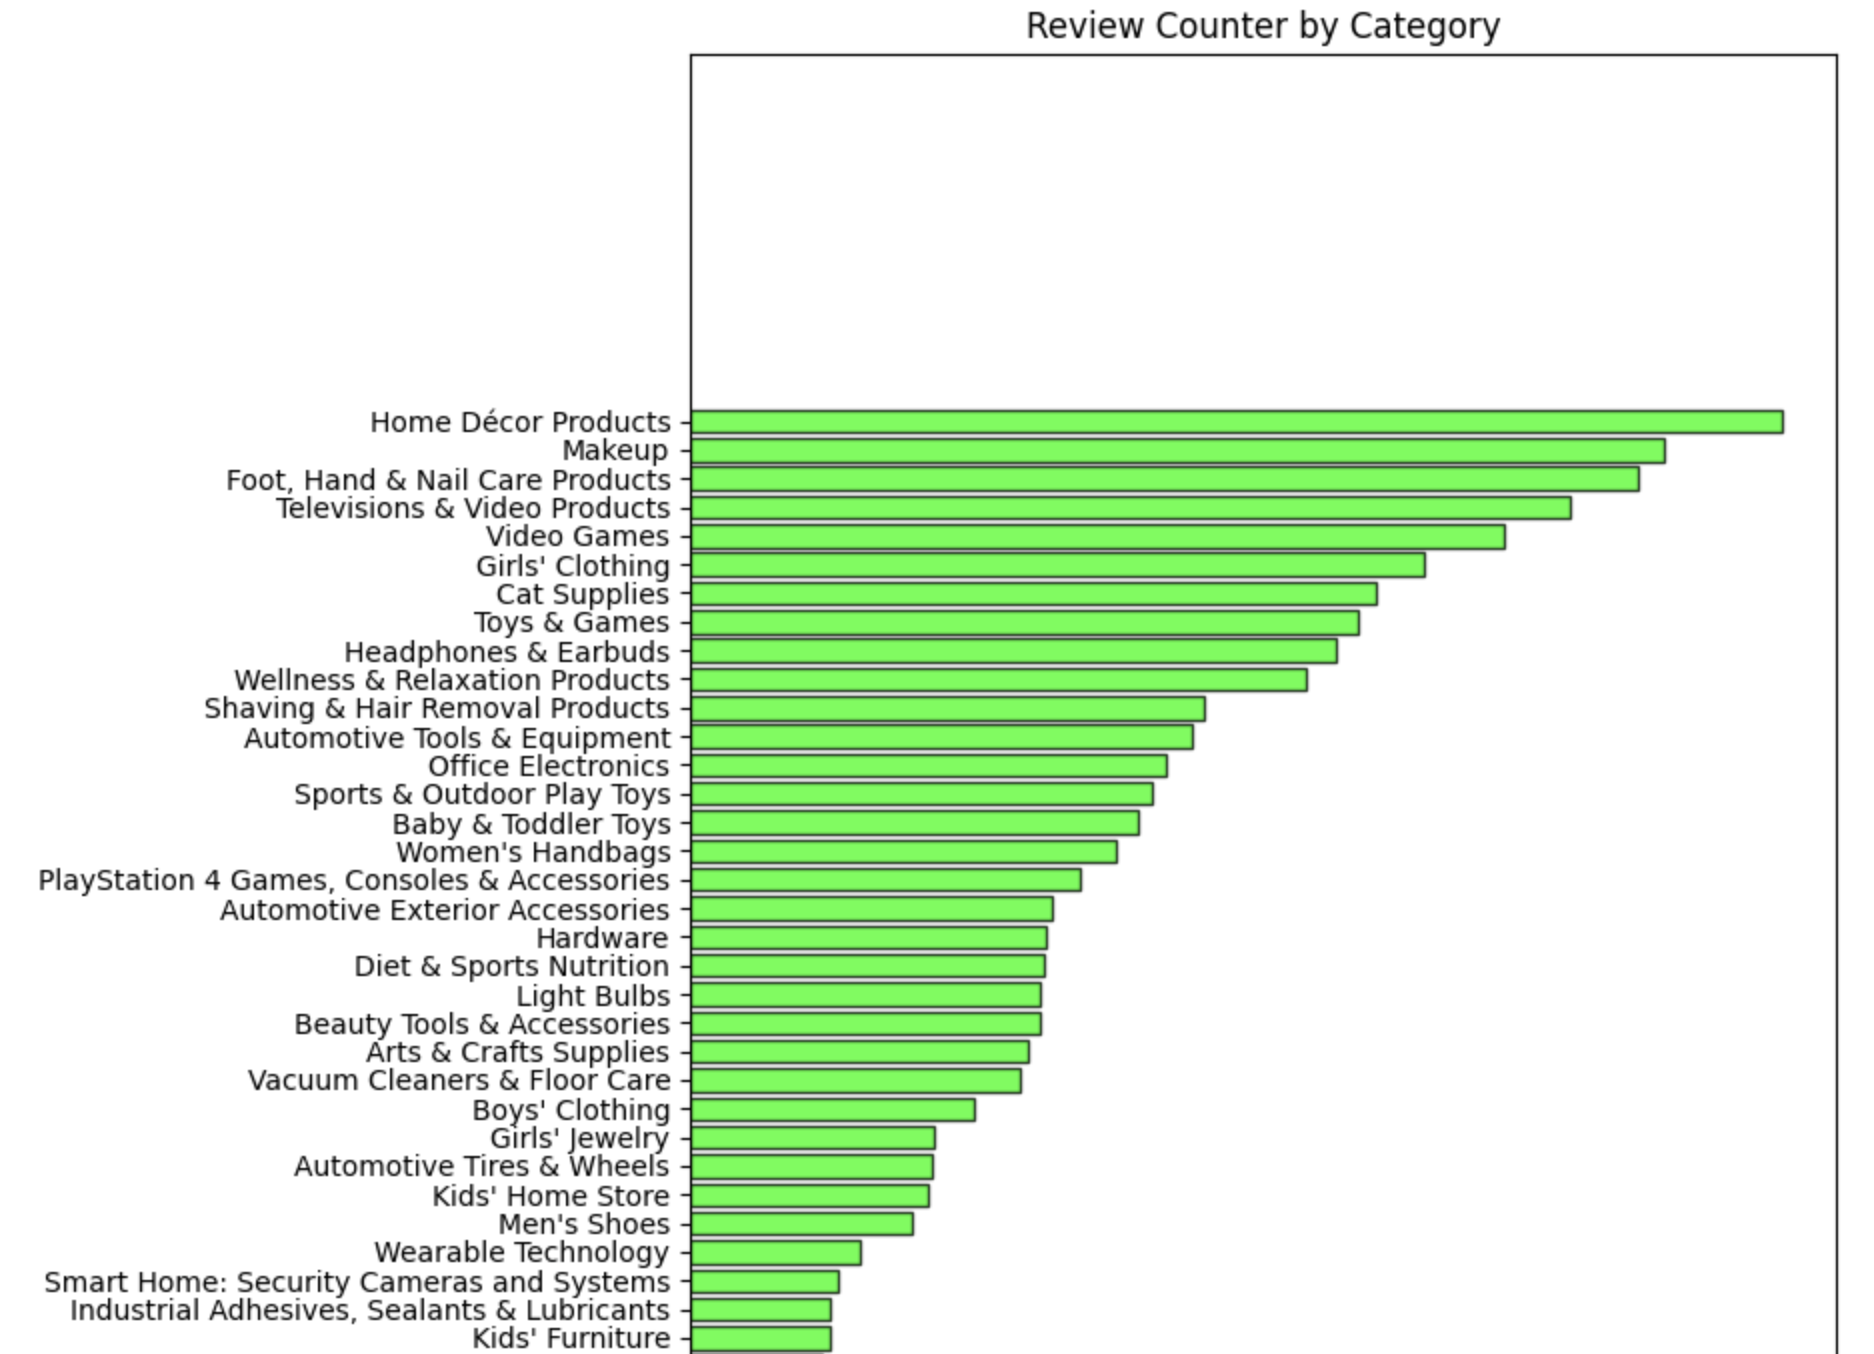 Review Counter by Category
Home Décor Products
Makeup
Foot, Hand & Nail Care Products
Televisions & Video Products
Video Games
Girls' Clothing
Cat Supplies
Toys & Games
Headphones & Earbuds
Wellness & Relaxation Products
Shaving & Hair Removal Products
Automotive Tools & Equipment
Office Electronics
Sports & Outdoor Play Toys
Baby & Toddler Toys
Women's Handbags
PlayStation 4 Games, Consoles & Accessories
Automotive Exterior Accessories
Hardware
Diet & Sports Nutrition
Light Bulbs
Beauty Tools & Accessories
Arts & Crafts Supplies
Vacuum Cleaners & Floor Care
Boys' Clothing
Girls' Jewelry
Automotive Tires & Wheels
Kids' Home Store
Men's Shoes
Wearable Technology
Smart Home: Security Cameras and Systems
Industrial Adhesives, Sealants & Lubricants
Kids' Furniture